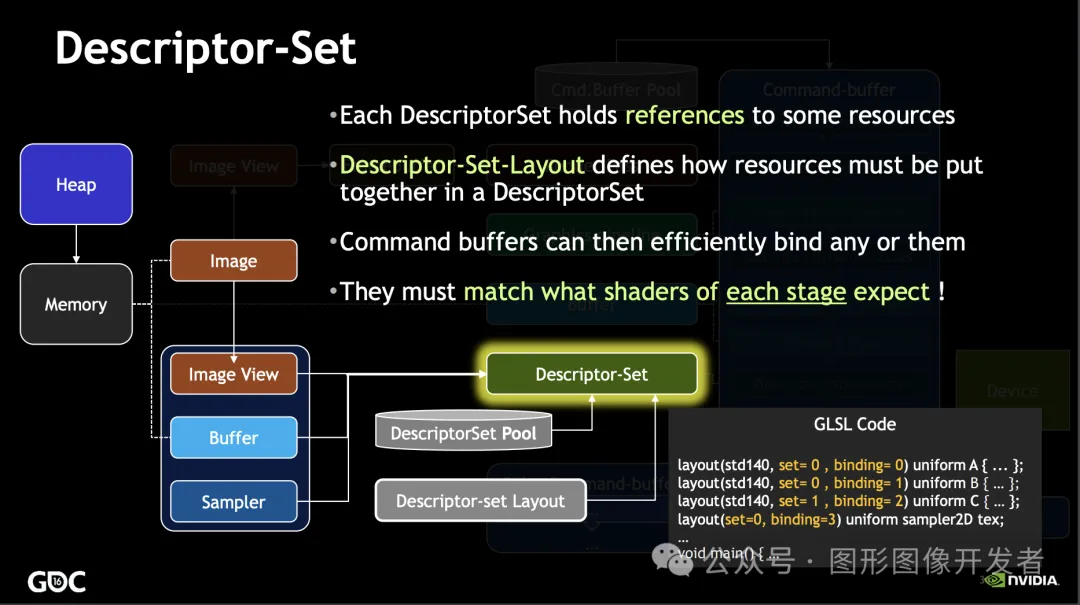 Descriptor-Set
Cmd.Buffer Pool
Command-buffer
•Each DescriptorSet holds references to some resources
Image View
•Descriptor-Set-Layout defines how resources must be put
together in a DescriptorSet
Heap
•Command buffers can then efficiently bind any or them
Image
•They must match what shaders of each stage expect !
Memory
Buffer
Image View
Descriptor-Set
Device
DescriptorSet Pool
Buffer
Descriptor-set Layout
Sampler
GLSL Code
layout(std140, set= 0 , binding= 0) uniform A { ... };
layout(std140, set= 0 , binding= 1) uniform B { … };
layout(std140, set= 1 , binding= 2) uniform C { … };
layout(set=0, binding=3) uniform sampler2D tex;
…
void main() { …
公众号 · 图形图像开发者
GDC 16
NVIDIA.